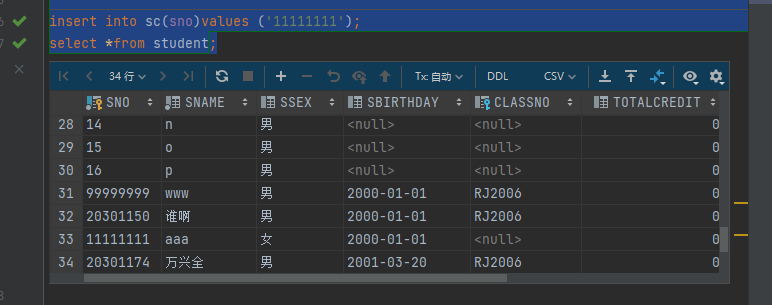 6 insert into sc(sno)values ('11111111');
7 select *from student;
34 行 Tx: 自动 DDL CSV
SNO SNAME SSEX SBIRTHDAY CLASSNO TOTALCREDIT
28 14 n 男 <null> <null> 0
29 15 o 男 <null> <null> 0
30 16 p 男 <null> <null> 0
31 99999999 www 男 2000-01-01 RJ2006 0
32 20301150 谁啊 男 2000-01-01 RJ2006 0
33 11111111 aaa 女 2000-01-01 <null> 0
34 20301174 万兴全 男 2001-03-20 RJ2006 0
8